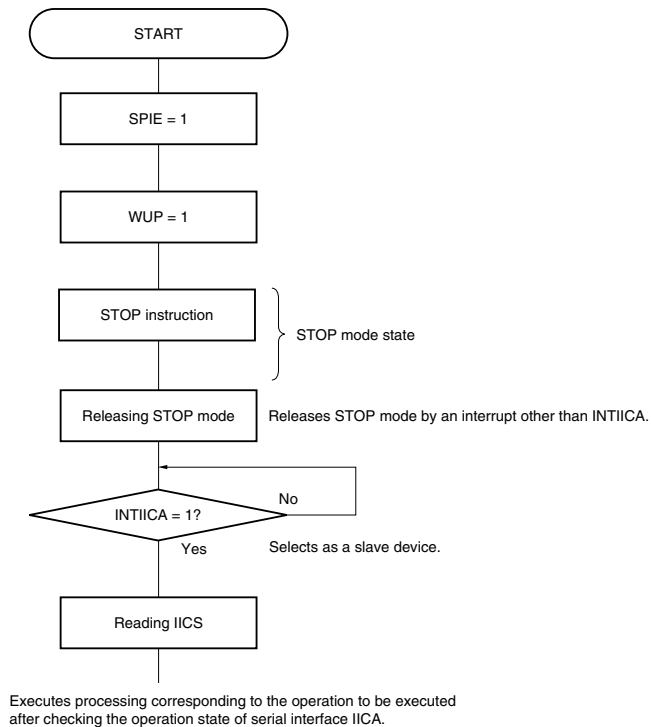 START
SPIE = 1
WUP = 1
STOP instruction
STOP mode state
Releasing STOP mode
Releases STOP mode by an interrupt other than INTIICA.
No
INTIICA = 1?
Yes
Selects as a slave device.
Reading IICS
Executes processing corresponding to the operation to be executed
after checking the operation state of serial interface IICA.